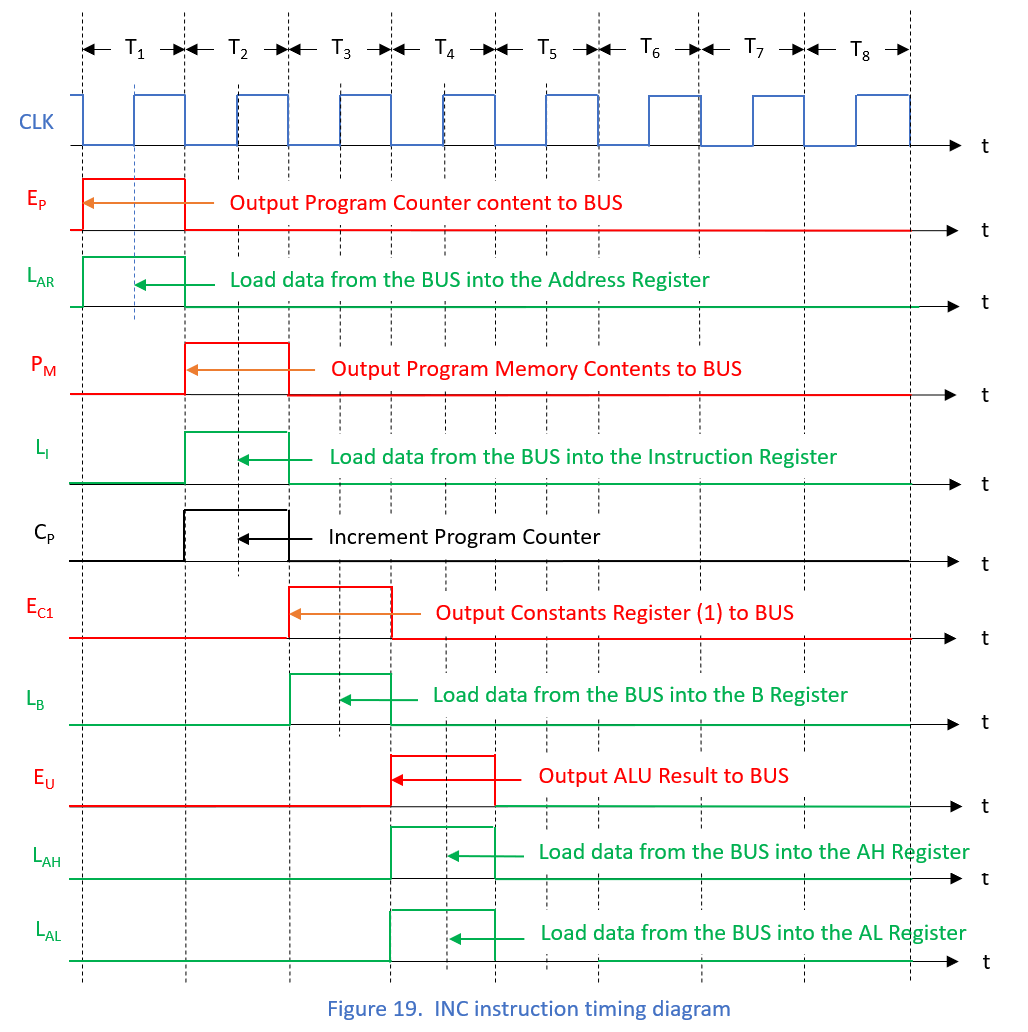 T1 T2 T3 T4 T5 T6 T7 T8
CLK t
EP Output Program Counter content to BUS t
LAR Load data from the BUS into the Address Register t
PM Output Program Memory Contents to BUS t
LI Load data from the BUS into the Instruction Register t
CP Increment Program Counter t
EC1 Output Constants Register (1) to BUS t
LB Load data from the BUS into the B Register t
EU Output ALU Result to BUS t
LAH Load data from the BUS into the AH Register t
LAL Load data from the BUS into the AL Register t
Figure 19. INC instruction timing diagram